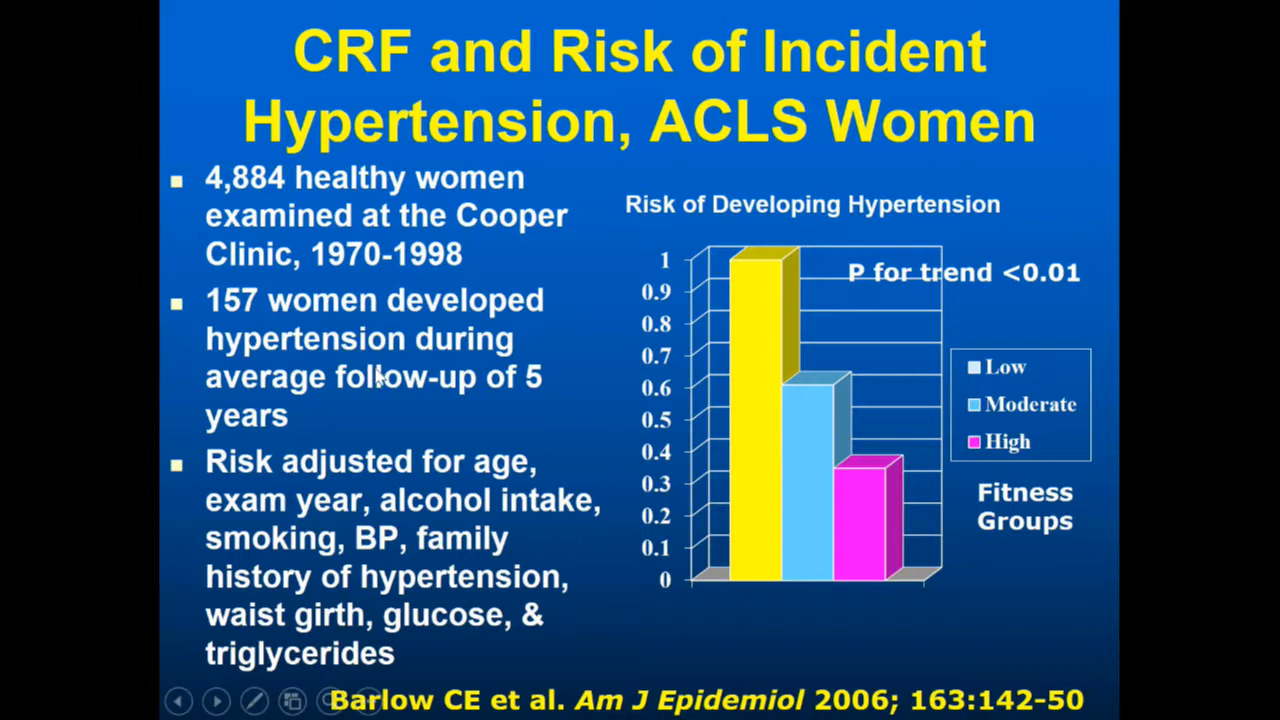 CRF and Risk of Incident
Hypertension, ACLS Women
4,884 healthy women
examined at the Cooper
Clinic, 1970-1998
157 women developed
hypertension during
average follow-up of 5
years
Risk adjusted for age,
exam year, alcohol intake,
smoking, BP, family
history of hypertension,
waist girth, glucose, &
triglycerides
Risk of Developing Hypertension
P for trend <0.01
1
0.9
0.8
0.7
0.6
0.5
0.4
0.3
0.2
0.1
0
Low
Moderate
High
Fitness
Groups
Barlow CE et al. Am J Epidemiol 2006; 163:142-50